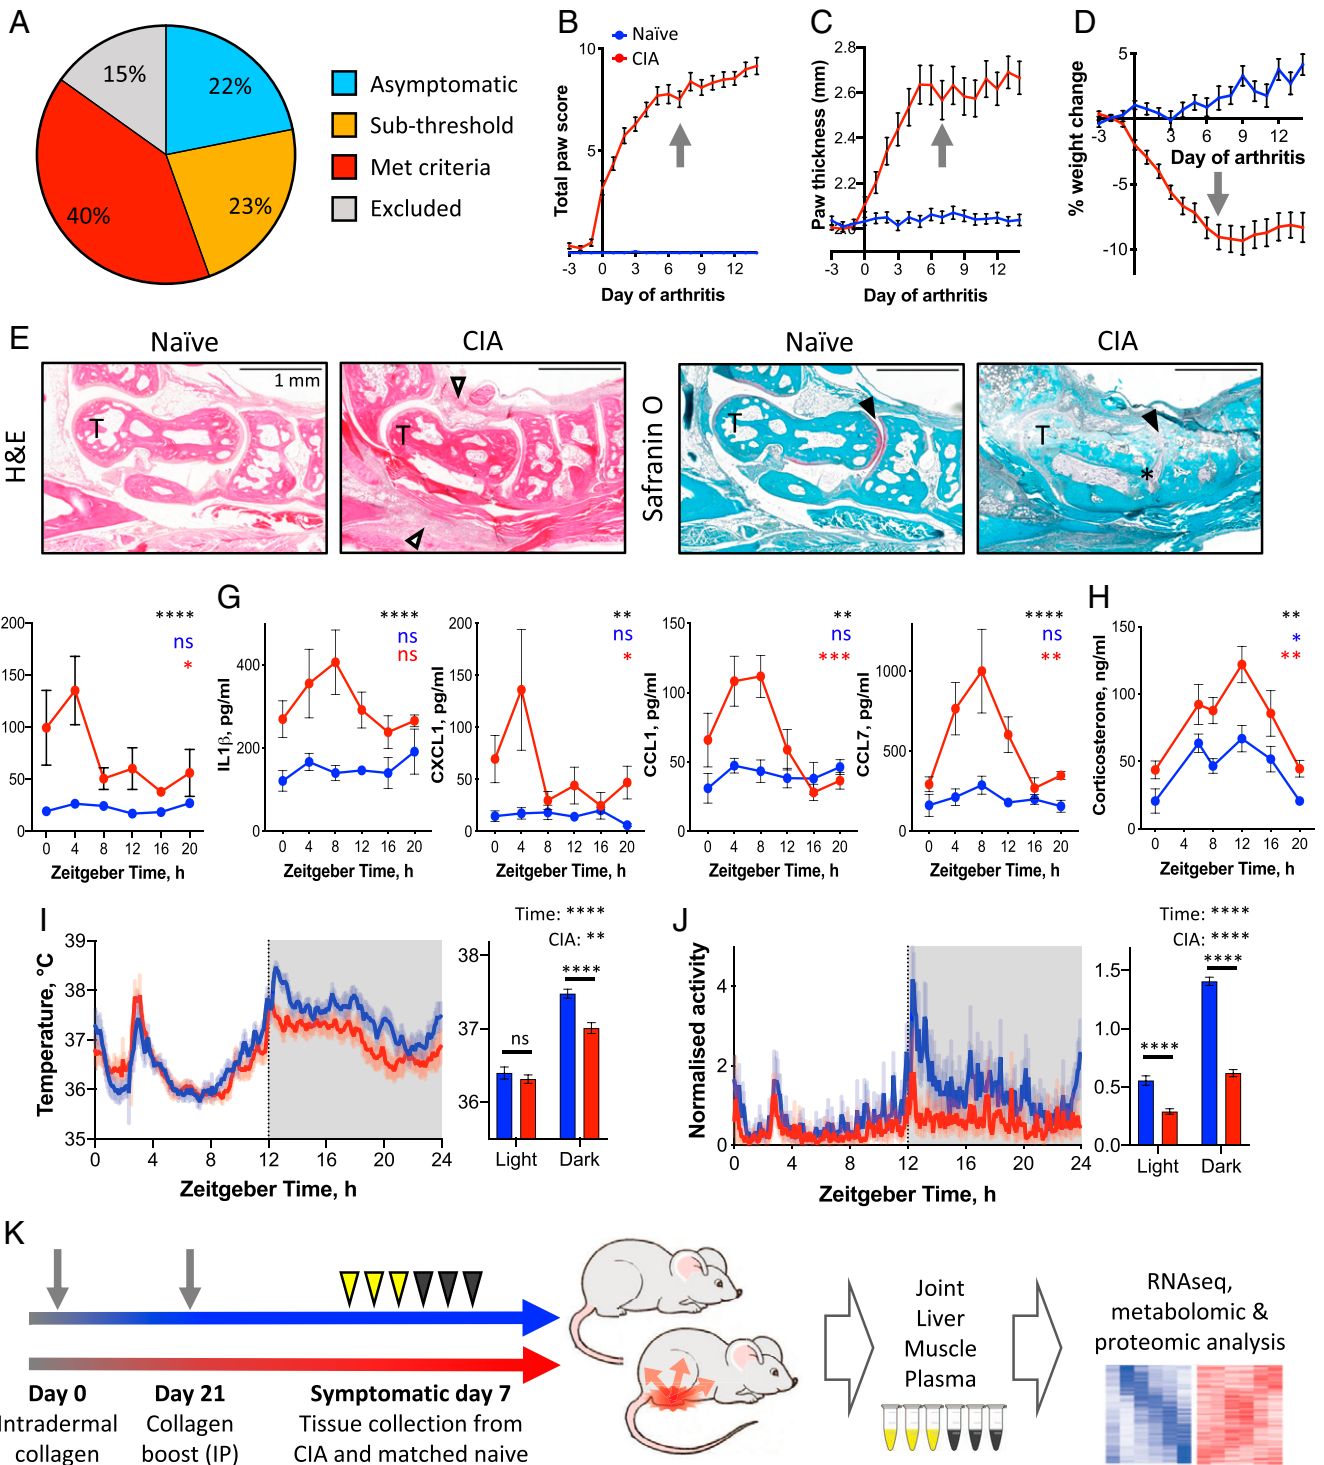 A
15%
22%
40%
23%
Asymptomatic
Sub-threshold
Met criteria
Excluded
B
Naïve
CIA
Total paw score
10
5
-3 0 3 6 9 12
Day of arthritis
C
Paw thickness (mm)
2.8
2.6
2.4
2.2
2.0
-3 0 3 6 9 12
Day of arthritis
D
% weight change
5
-5
-10
-3 0 3 6 9 12
Day of arthritis
E
Naïve
CIA
Naïve
CIA
H&E
T
1 mm
T
Safranin O
T
T
*
200
150
100
50
0
****
ns
*
0 4 8 12 16 20
Zeitgeber Time, h
G
IL1β, pg/ml
400
200
0
****
ns
ns
0 4 8 12 16 20
Zeitgeber Time, h
CXCL1, pg/ml
200
150
100
50
0
**
ns
*
0 4 8 12 16 20
Zeitgeber Time, h
CCL1, pg/ml
150
100
50
0
**
ns
***
0 4 8 12 16 20
Zeitgeber Time, h
CCL7, pg/ml
1000
500
0
****
ns
**
0 4 8 12 16 20
Zeitgeber Time, h
H
Corticosterone, ng/ml
150
100
50
0
**
*
**
0 4 8 12 16 20
Zeitgeber Time, h
I
Temperature, °C
39
38
37
36
35
0 4 8 12 16 20 24
Zeitgeber Time, h
Time: ****
CIA: **
****
ns
38
37
36
Light Dark
J
Normalised activity
4
2
0
0 4 8 12 16 20 24
Zeitgeber Time, h
Time: ****
CIA: ****
****
****
1.5
1.0
0.5
0.0
Light Dark
K
Day 0
Intradermal
collagen
Day 21
Collagen
boost (IP)
Symptomatic day 7
Tissue collection from
CIA and matched naive
Joint
Liver
Muscle
Plasma
RNAseq,
metabolomic &
proteomic analysis